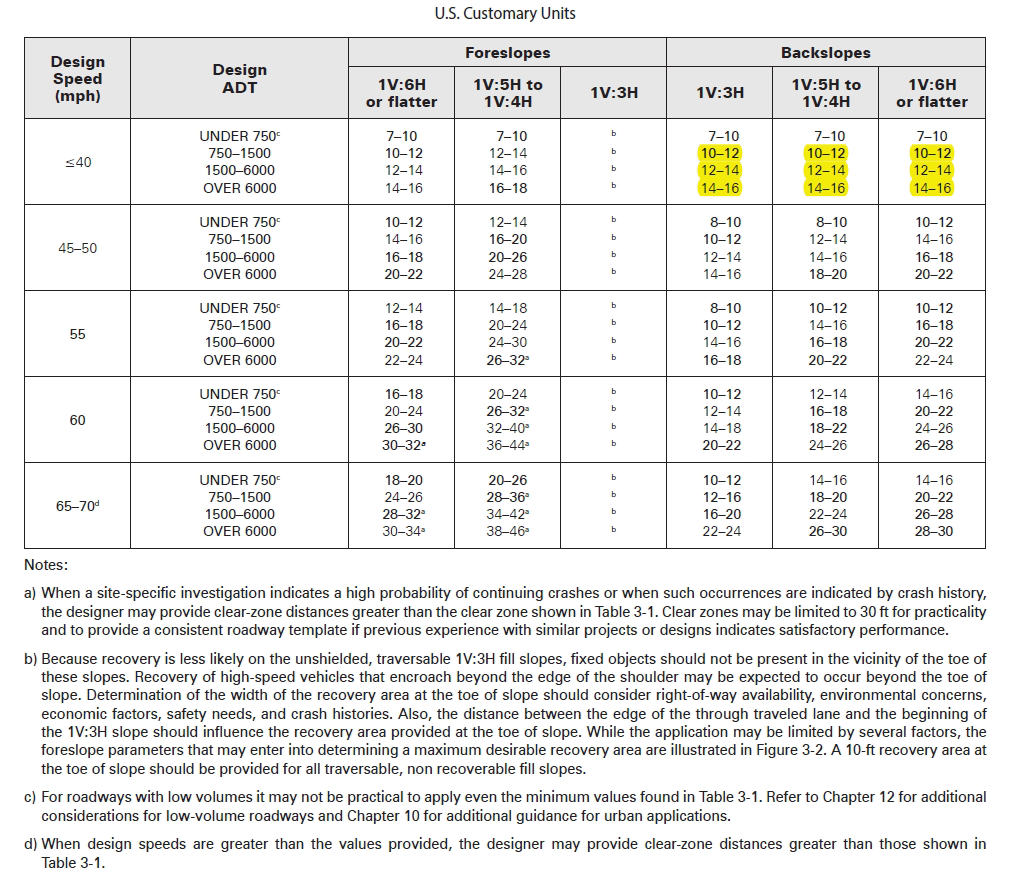 U.S. Customary Units
Design Speed (mph) Design ADT Foreslopes Backslopes
1V:6H or flatter 1V:5H to 1V:4H 1V:3H 1V:3H 1V:5H to 1V:4H 1V:6H or flatter
≤40 UNDER 750c 7–10 7–10 b 7–10 7–10 7–10
750–1500 10–12 12–14 b 10–12 10–12 10–12
1500–6000 12–14 14–16 b 12–14 12–14 12–14
OVER 6000 14–16 16–18 b 14–16 14–16 14–16
45–50 UNDER 750c 10–12 12–14 b 8–10 8–10 10–12
750–1500 14–16 16–20 b 10–12 12–14 14–16
1500–6000 16–18 20–26 b 12–14 14–16 16–18
OVER 6000 20–22 24–28 b 14–16 18–20 20–22
55 UNDER 750c 12–14 14–18 b 8–10 10–12 10–12
750–1500 16–18 20–24 b 10–12 14–16 16–18
1500–6000 20–22 24–30 b 14–16 16–18 20–22
OVER 6000 22–24 26–32a b 16–18 20–22 22–24
60 UNDER 750c 16–18 20–24 b 10–12 12–14 14–16
750–1500 20–24 26–32a b 12–14 16–18 20–22
1500–6000 26–30 32–40a b 14–18 18–22 24–26
OVER 6000 30–32a 36–44a b 20–22 24–26 26–28
65–70d UNDER 750c 18–20 20–26 b 10–12 14–16 14–16
750–1500 24–26 28–36a b 12–16 18–20 20–22
1500–6000 28–32a 34–42a b 16–20 22–24 26–28
OVER 6000 30–34a 38–46a b 22–24 26–30 28–30
Notes:
a) When a site-specific investigation indicates a high probability of continuing crashes or when such occurrences are indicated by crash history,
the designer may provide clear-zone distances greater than the clear zone shown in Table 3-1. Clear zones may be limited to 30 ft for practicality
and to provide a consistent roadway template if previous experience with similar projects or designs indicates satisfactory performance.
b) Because recovery is less likely on the unshielded, traversable 1V:3H fill slopes, fixed objects should not be present in the vicinity of the toe of
these slopes. Recovery of high-speed vehicles that encroach beyond the edge of the shoulder may be expected to occur beyond the toe of
slope. Determination of the width of the recovery area at the toe of slope should consider right-of-way availability, environmental concerns,
economic factors, safety needs, and crash histories. Also, the distance between the edge of the through traveled lane and the beginning of
the 1V:3H slope should influence the recovery area provided at the toe of slope. While the application may be limited by several factors, the
foreslope parameters that may enter into determining a maximum desirable recovery area are illustrated in Figure 3-2. A 10-ft recovery area at
the toe of slope should be provided for all traversable, non recoverable fill slopes.
c) For roadways with low volumes it may not be practical to apply even the minimum values found in Table 3-1. Refer to Chapter 12 for additional
considerations for low-volume roadways and Chapter 10 for additional guidance for urban applications.
d) When design speeds are greater than the values provided, the designer may provide clear-zone distances greater than those shown in
Table 3-1.